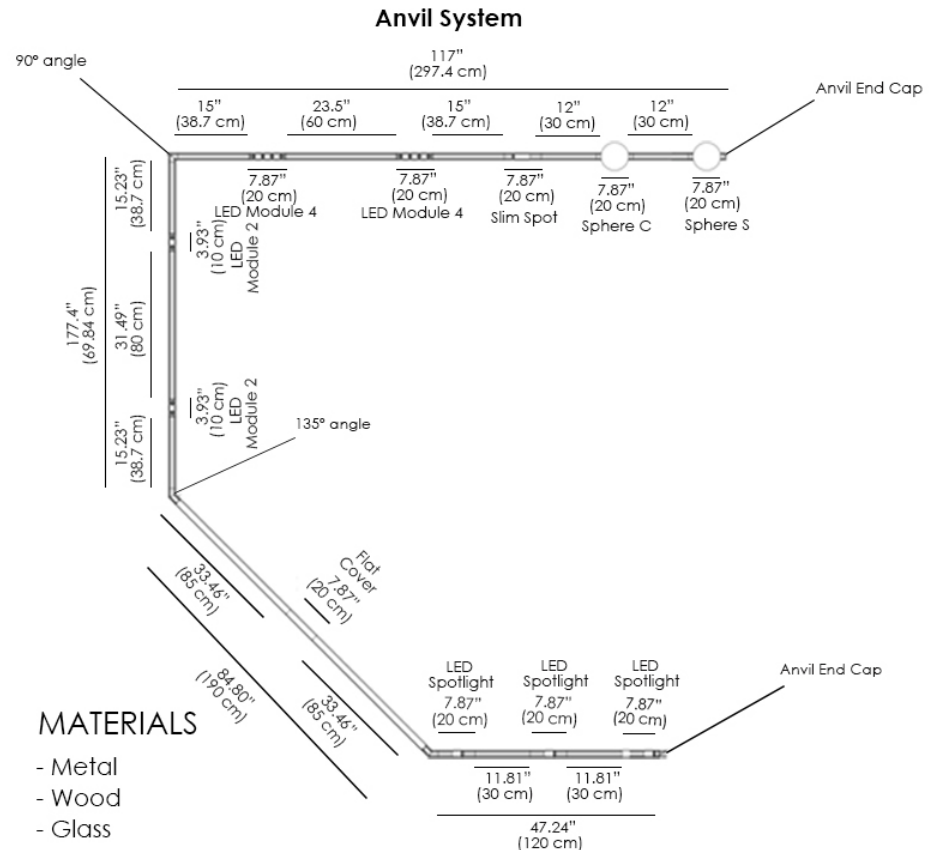 Anvil System
90° angle
117”
(297.4 cm)
Anvil End Cap
15”
(38.7 cm)
23.5”
(60 cm)
15”
(38.7 cm)
12”
(30 cm)
12”
(30 cm)
7.87”
(20 cm)
LED Module 4
7.87”
(20 cm)
LED Module 4
7.87”
(20 cm)
Slim Spot
7.87”
(20 cm)
Sphere C
7.87”
(20 cm)
Sphere S
177.4”
(69.84 cm)
15.23”
(38.7 cm)
3.93”
(10 cm)
LED
Module 2
31.49”
(80 cm)
3.93”
(10 cm)
LED
Module 2
15.23”
(38.7 cm)
135° angle
33.46”
(85 cm)
Flat
Cover
7.87”
(20 cm)
84.80”
(190 cm)
33.46”
(85 cm)
LED
Spotlight
7.87”
(20 cm)
LED
Spotlight
7.87”
(20 cm)
LED
Spotlight
7.87”
(20 cm)
Anvil End Cap
11.81”
(30 cm)
11.81”
(30 cm)
47.24”
(120 cm)
MATERIALS
- Metal
- Wood
- Glass